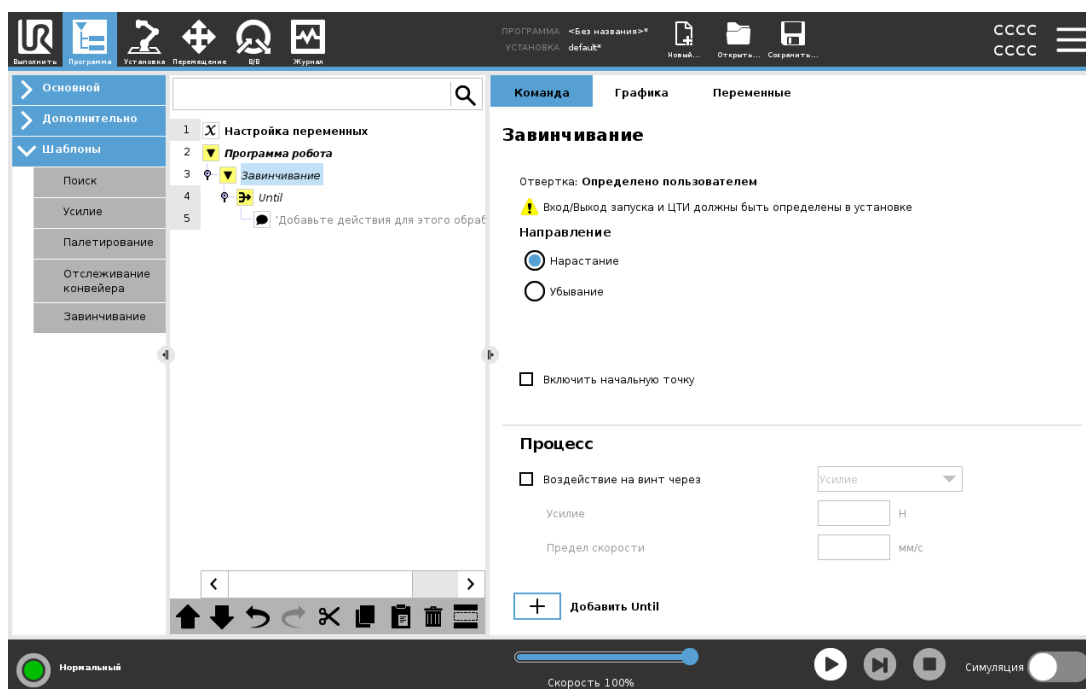 UR
ПРОГРАММА <Без названия>*
УСТАНОВКА default*
Выполнить Программа Установка Перемещение В/В Журнал
Новый... Открыть... Сохранить...
CCCC
CCCC
Основной
Дополнительно
Шаблоны
Поиск
Усилие
Палетирование
Отслеживание
конвейера
Завинчивание
1 X Настройка переменных
2 Программа робота
3 Завинчивание
4 Until
5 'Добавьте действия для этого обраб
Команда Графика Переменные
Завинчивание
Отвертка: Определено пользователем
Вход/Выход запуска и ЦТИ должны быть определены в установке
Направление
Нарастание
Убывание
Включить начальную точку
Процесс
Воздействие на винт через Усилие
Усилие Н
Предел скорости мм/с
+ Добавить Until
Нормальный
Скорость 100%
Симуляция